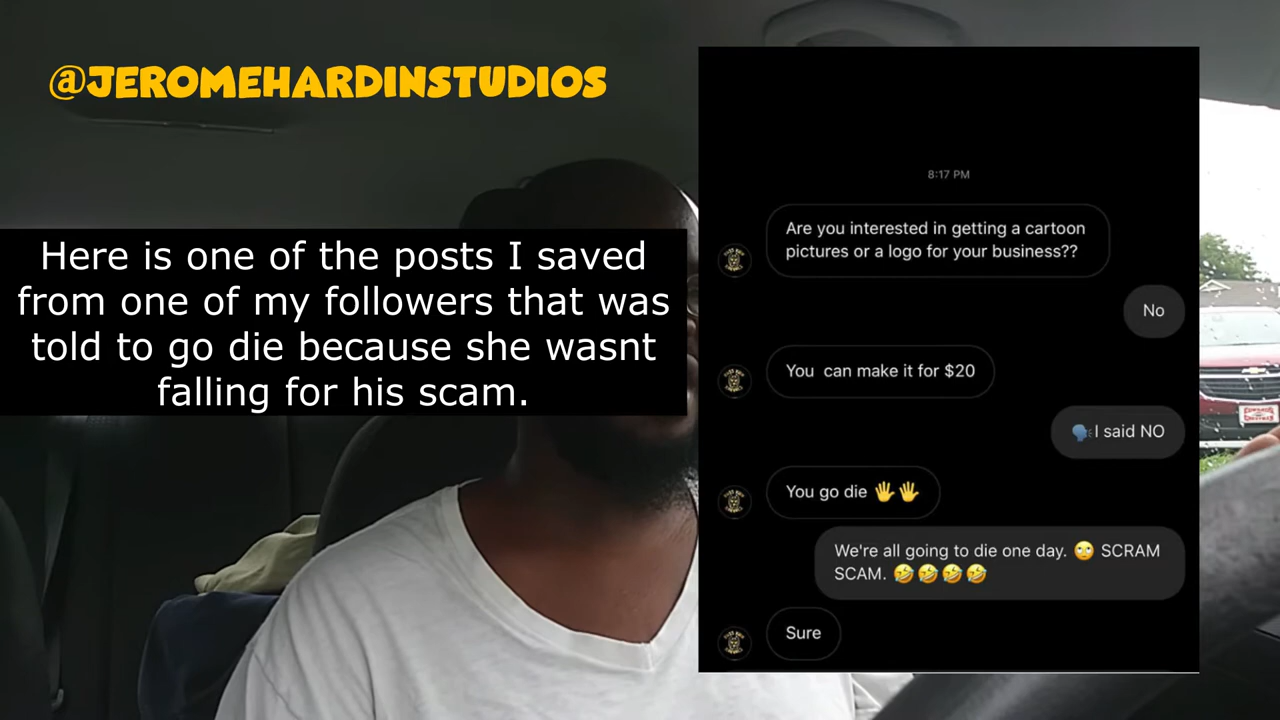 @JEROMEHARDINSTUDIOS
Here is one of the posts I saved
from one of my followers that was
told to go die because she wasnt
falling for his scam.
8:17 PM
Are you interested in getting a cartoon
pictures or a logo for your business??
No
You can make it for $20
🗣️I said NO
You go die 🖐️🖐️
We're all going to die one day. 🙄 SCRAM
SCAM. 🤣🤣🤣🤣
Sure